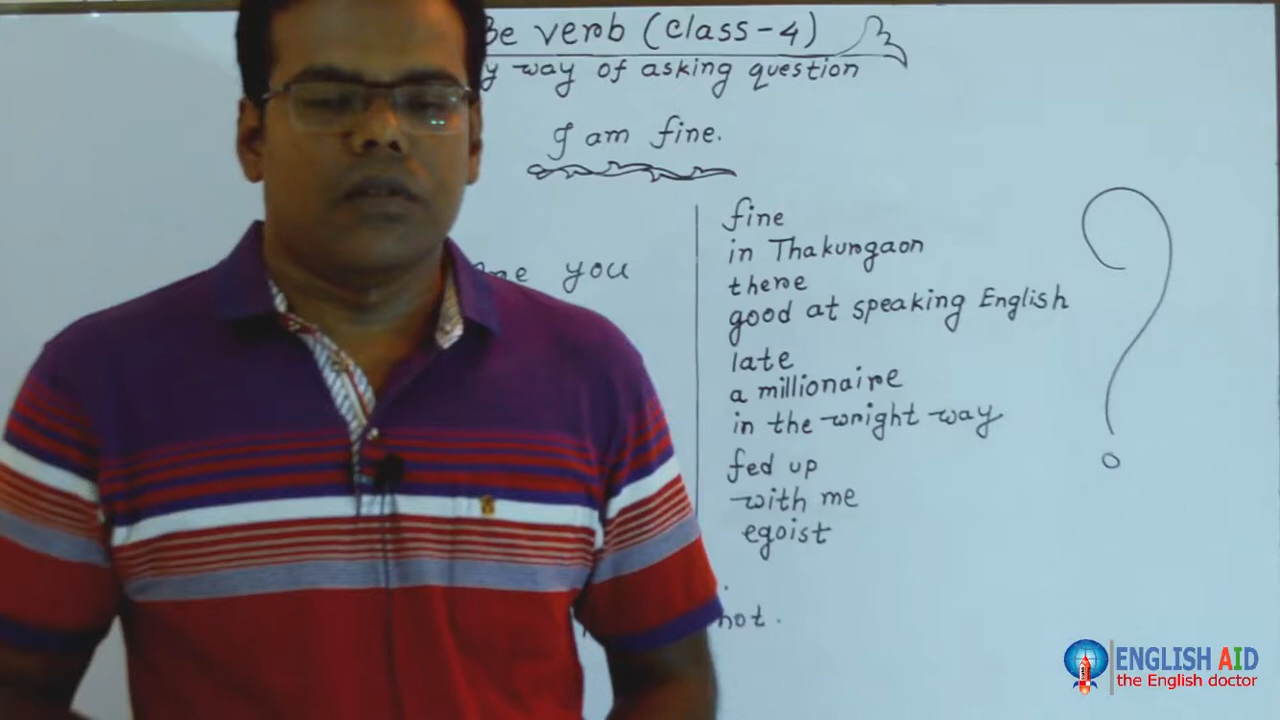 Be verb (class-4)
way of asking question
I am fine.
you
fine
in Thakurgaon
there
good at speaking English
late
a millionaire
in the wright way
fed up
with me
egoist
not.
?
ENGLISH AID
the English doctor